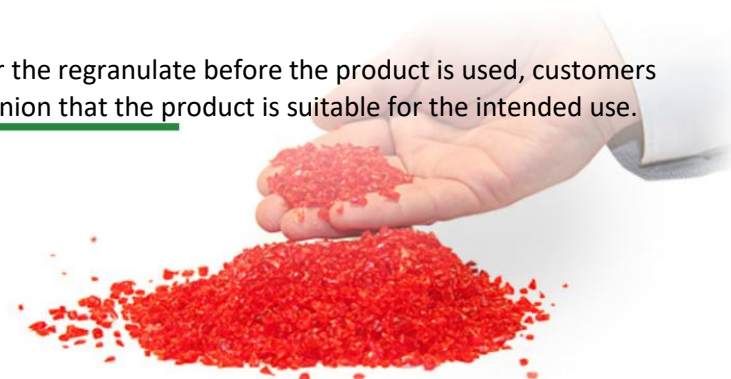 r the regranulate before the product is used, customers
nion that the product is suitable for the intended use.